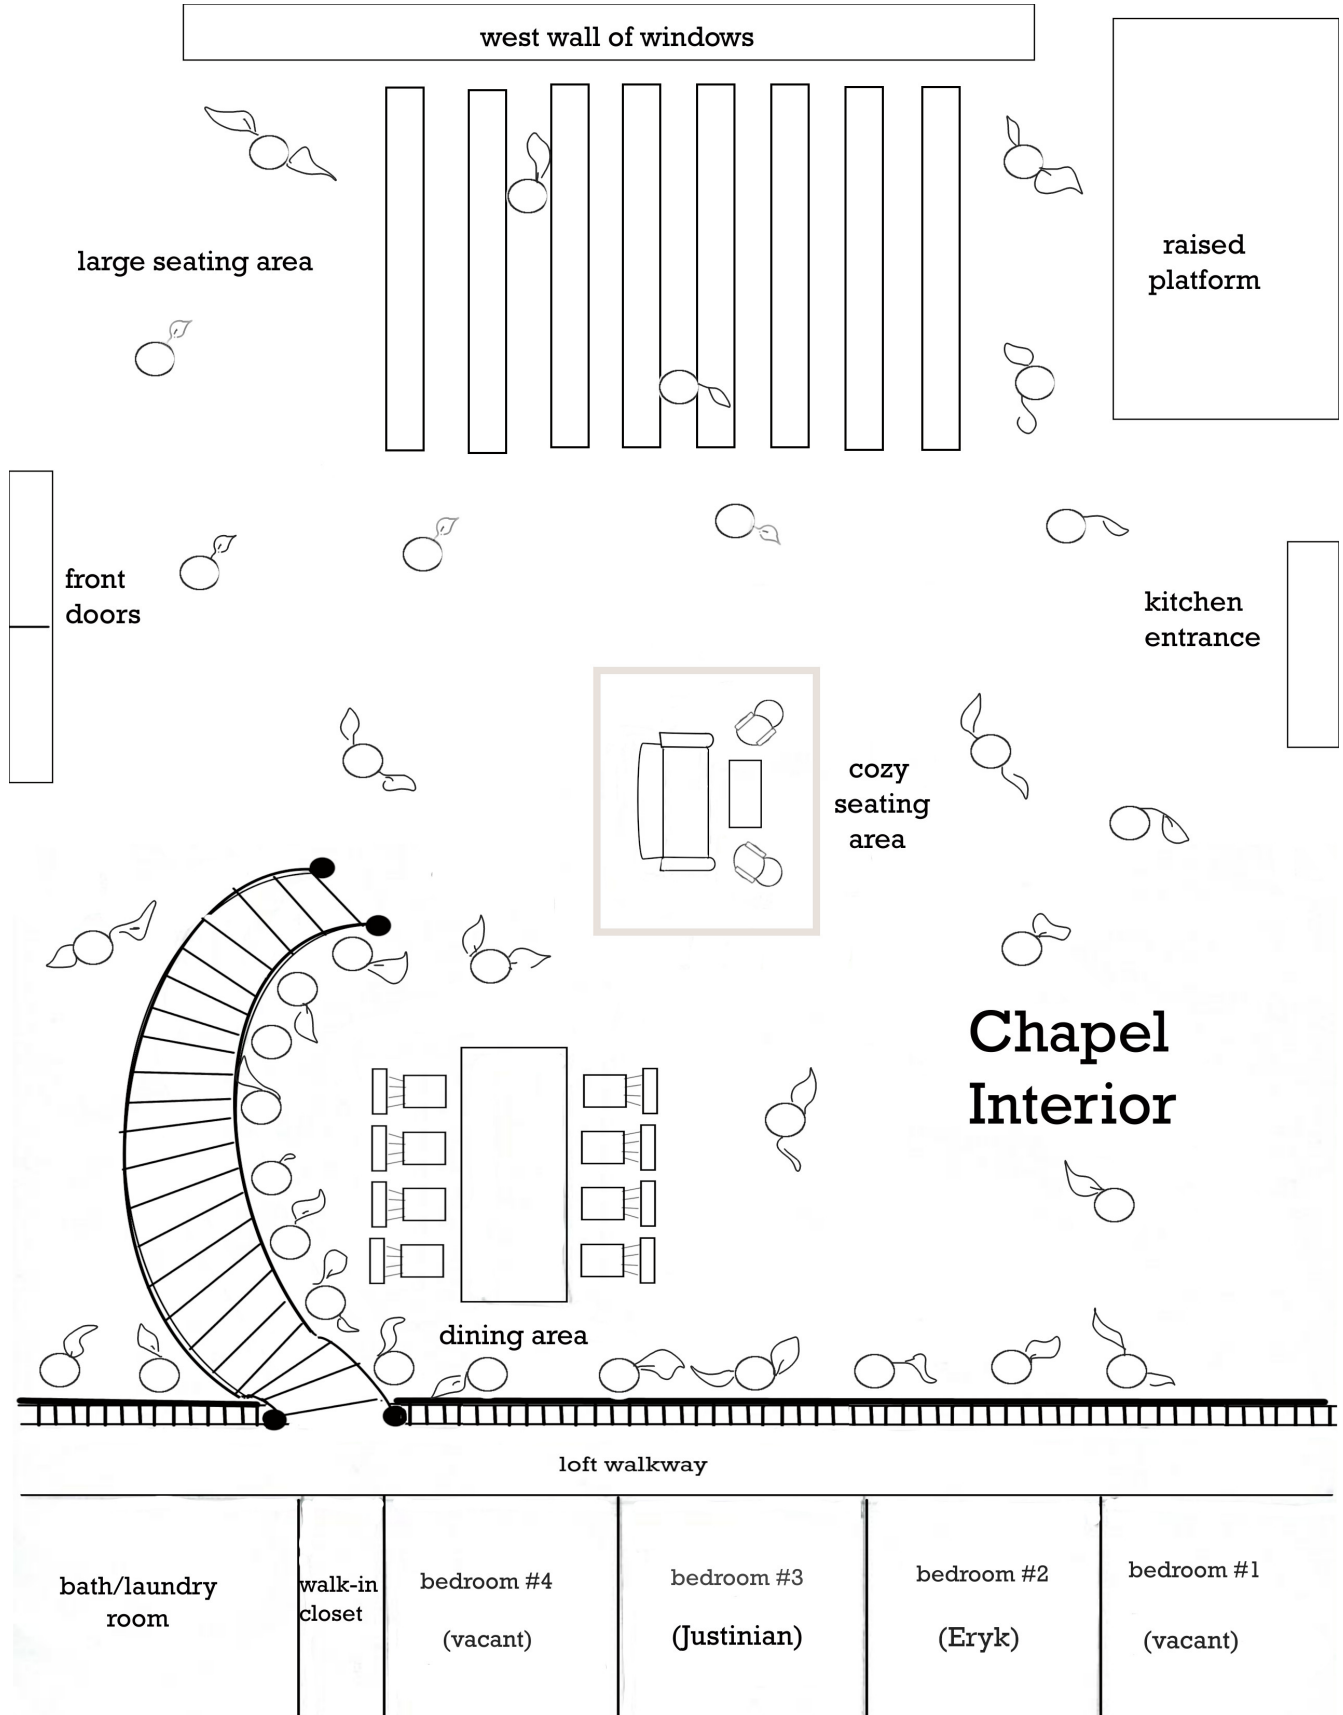 west wall of windows
large seating area
raised
platform
front
doors
kitchen
entrance
cozy
seating
area
Chapel
Interior
dining area
loft walkway
bath/laundry
room
walk-in
closet
bedroom #4
(vacant)
bedroom #3
(Justinian)
bedroom #2
(Eryk)
bedroom #1
(vacant)